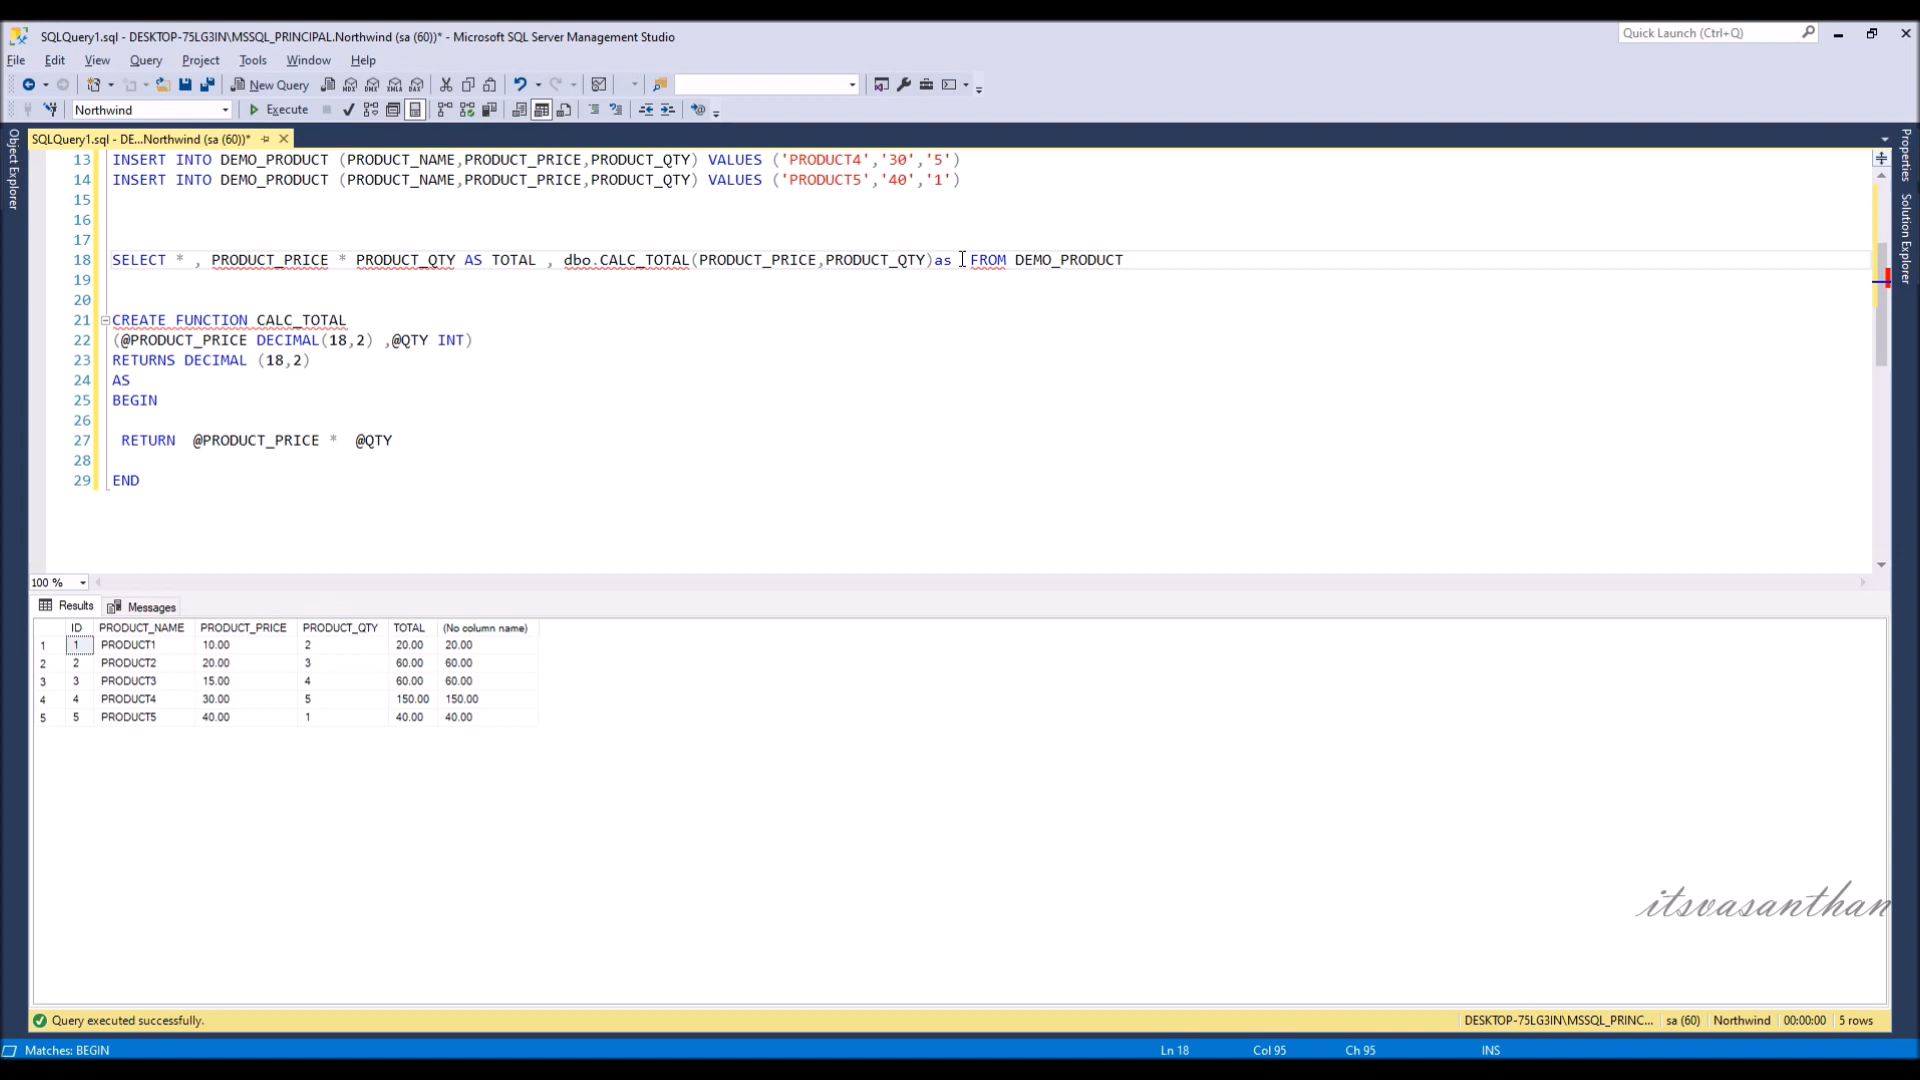 SQLQuery1.sql - DESKTOP-75LG3IN\MSSQL_PRINCIPAL.Northwind (sa (60))* - Microsoft SQL Server Management Studio
Quick Launch (Ctrl+Q)
File Edit View Query Project Tools Window Help
New Query
Northwind Execute
SQLQuery1.sql - DE...Northwind (sa (60))*
Object Explorer
Properties
Solution Explorer
13 INSERT INTO DEMO_PRODUCT (PRODUCT_NAME,PRODUCT_PRICE,PRODUCT_QTY) VALUES ('PRODUCT4','30','5')
14 INSERT INTO DEMO_PRODUCT (PRODUCT_NAME,PRODUCT_PRICE,PRODUCT_QTY) VALUES ('PRODUCT5','40','1')
15
16
17
18 SELECT * , PRODUCT_PRICE * PRODUCT_QTY AS TOTAL , dbo.CALC_TOTAL(PRODUCT_PRICE,PRODUCT_QTY)as FROM DEMO_PRODUCT
19
20
21 CREATE FUNCTION CALC_TOTAL
22 (@PRODUCT_PRICE DECIMAL(18,2) ,@QTY INT)
23 RETURNS DECIMAL (18,2)
24 AS
25 BEGIN
26
27 RETURN @PRODUCT_PRICE * @QTY
28
29 END
100 %
Results Messages
ID PRODUCT_NAME PRODUCT_PRICE PRODUCT_QTY TOTAL (No column name)
1 1 PRODUCT1 10.00 2 20.00 20.00
2 2 PRODUCT2 20.00 3 60.00 60.00
3 3 PRODUCT3 15.00 4 60.00 60.00
4 4 PRODUCT4 30.00 5 150.00 150.00
5 5 PRODUCT5 40.00 1 40.00 40.00
itsvasanthan
Query executed successfully. DESKTOP-75LG3IN\MSSQL_PRINC... sa (60) Northwind 00:00:00 5 rows
Matches: BEGIN Ln 18 Col 95 Ch 95 INS